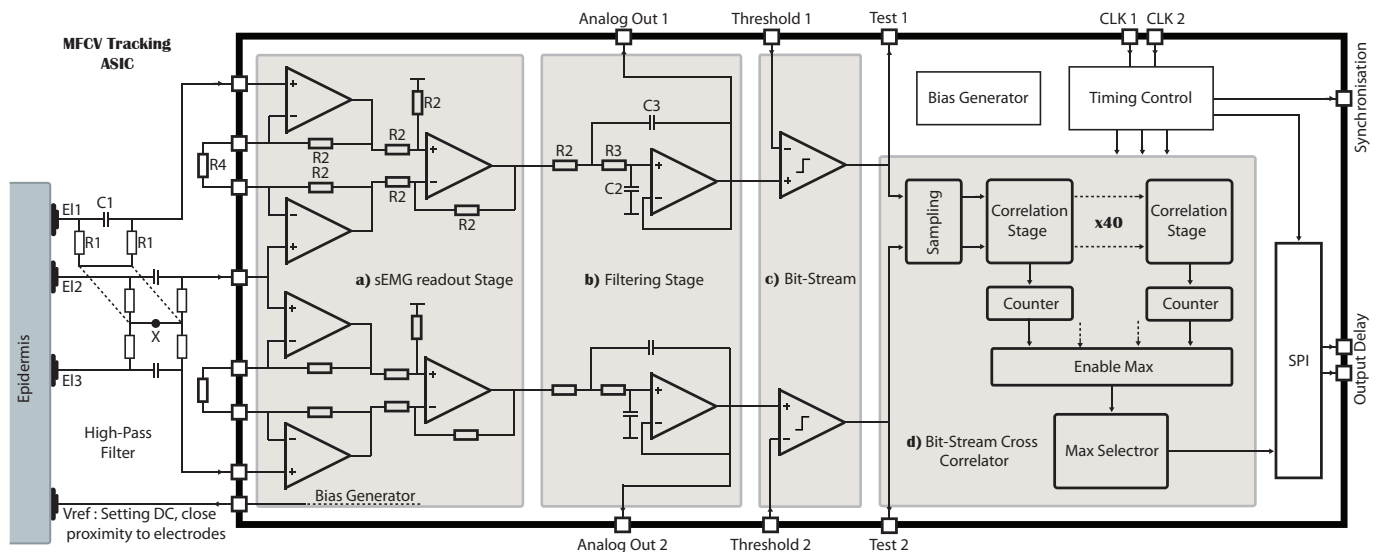 Analog Out 1
Threshold 1
Test 1
CLK 1
CLK 2
MFCV Tracking
ASIC
Synchronisation
Bias Generator
Timing Control
R2
C3
R2
R2
R3
R2
C2
R4
R2
R2
R2
Sampling
Correlation
Stage
x40
Correlation
Stage
El1
C1
R1
R1
El2
a) sEMG readout Stage
b) Filtering Stage
c) Bit-Stream
Counter
Counter
X
Epidermis
El3
Enable Max
SPI
Output Delay
High-Pass
Filter
d) Bit-Stream Cross
Correlator
Max Selectror
Bias Generator
Vref : Setting DC, close
proximity to electrodes
Analog Out 2
Threshold 2
Test 2